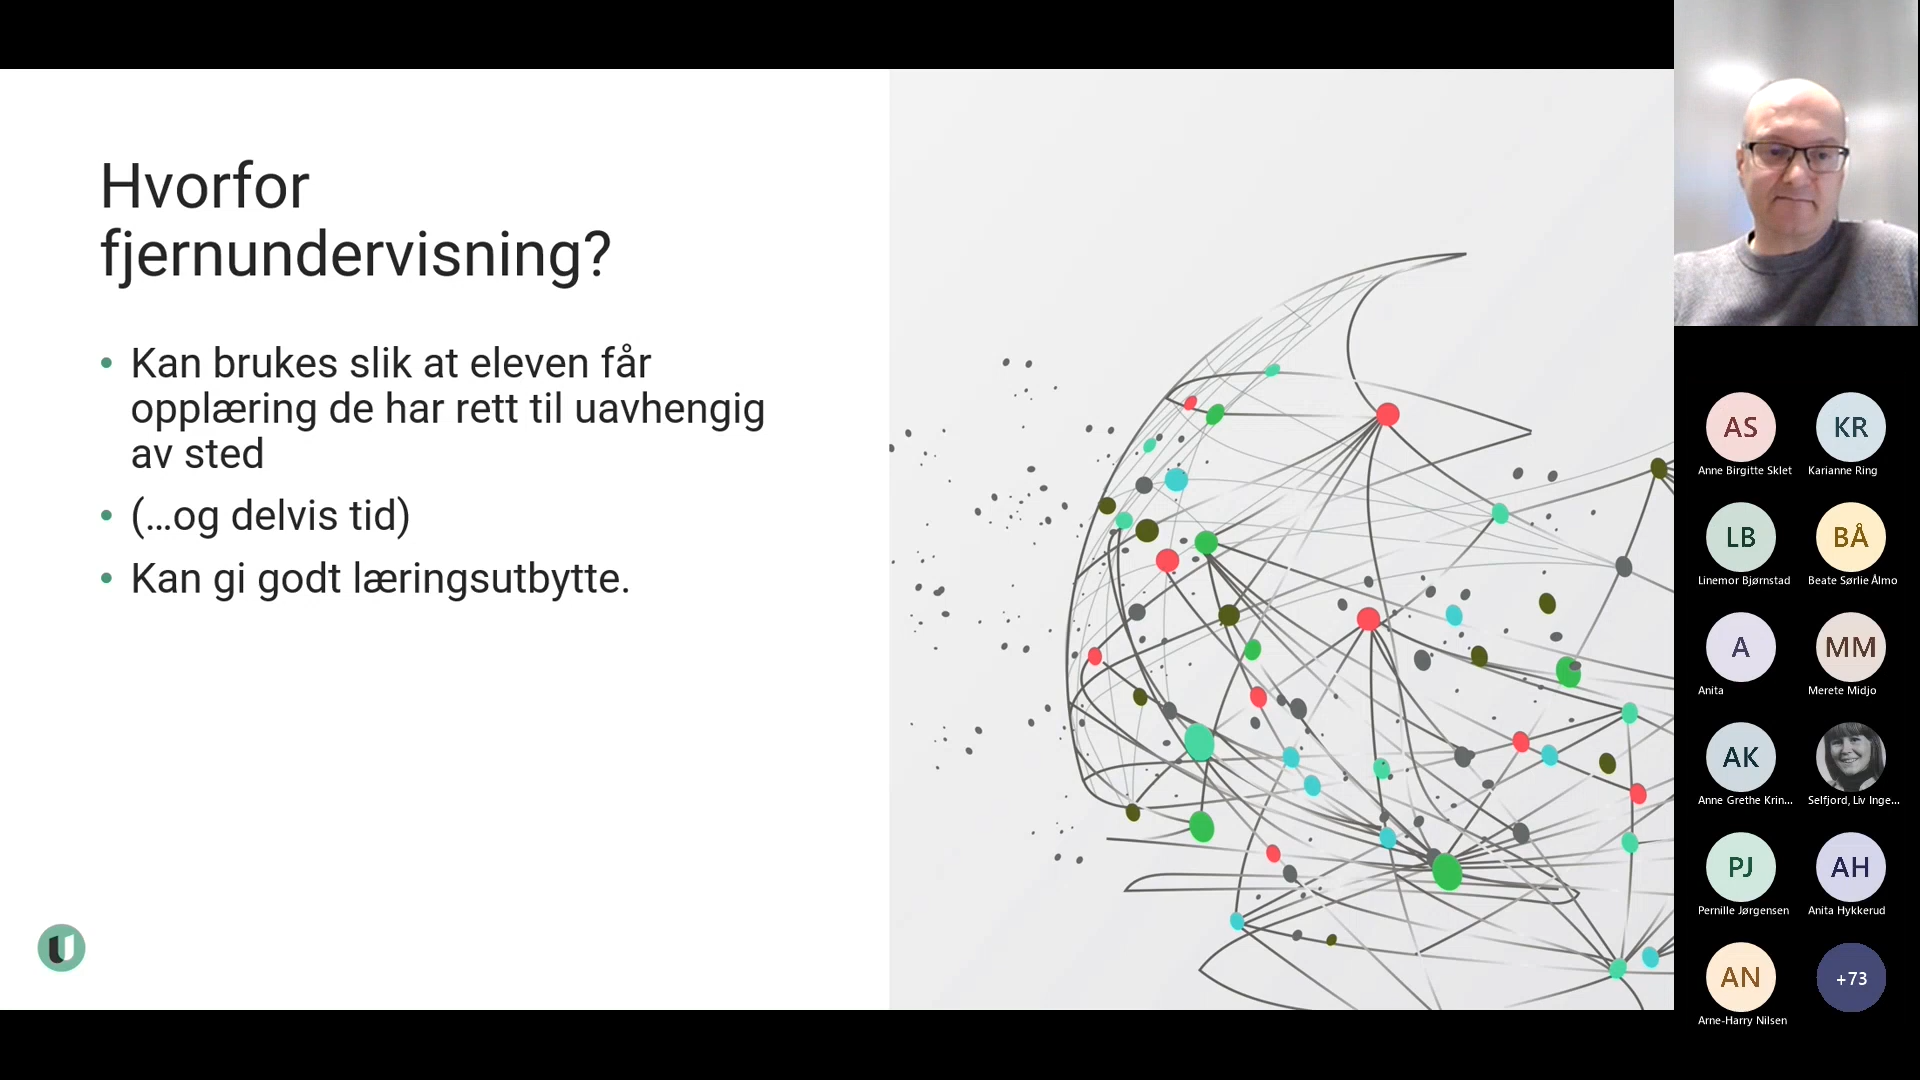 Hvorfor
fjernundervisning?
• Kan brukes slik at eleven får
opplæring de har rett til uavhengig
av sted
• (...og delvis tid)
• Kan gi godt læringsutbytte.
U
AS
Anne Birgitte Sklet
KR
Karianne Ring
LB
Linemor Bjørnstad
BÅ
Beate Sørlie Ålmo
A
Anita
MM
Merete Midjo
AK
Anne Grethe Krin...
Selfjord, Liv Inge...
PJ
Pernille Jørgensen
AH
Anita Hykkerud
AN
Arne-Harry Nilsen
+73